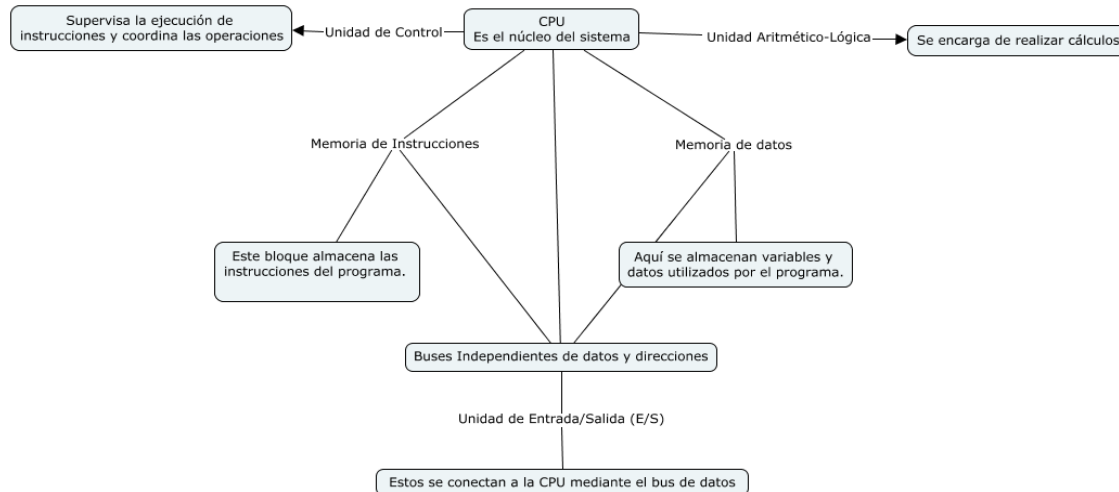 CPU
Es el núcleo del sistema
Supervisa la ejecución de
instrucciones y coordina las operaciones
Unidad de Control
Unidad Aritmético-Lógica
Se encarga de realizar cálculos
Memoria de Instrucciones
Memoria de datos
Este bloque almacena las
instrucciones del programa.
Aquí se almacenan variables y
datos utilizados por el programa.
Buses Independientes de datos y direcciones
Unidad de Entrada/Salida (E/S)
Estos se conectan a la CPU mediante el bus de datos